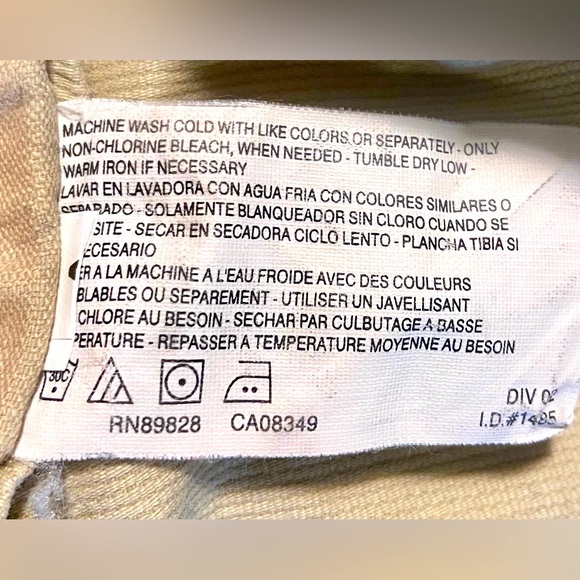 MACHINE WASH COLD WITH LIKE COLORS OR SEPARATELY - ONLY
NON-CHLORINE BLEACH, WHEN NEEDED - TUMBLE DRY LOW -
WARM IRON IF NECESSARY
LAVAR EN LAVADORA CON AGUA FRIA CON COLORES SIMILARES O
SEPARADO - SOLAMENTE BLANQUEADOR SIN CLORO CUANDO SE
SITE - SECAR EN SECADORA CICLO LENTO - PLANCHA TIBIA SI
ECESARIO
ER A LA MACHINE A L'EAU FROIDE AVEC DES COULEURS
BLABLES OU SEPAREMENT - UTILISER UN JAVELLISANT
CHLORE AU BESOIN - SECHAR PAR CULBUTAGE A BASSE
PERATURE - REPASSER A TEMPERATURE MOYENNE AU BESOIN
30C
RN89828 CA08349
DIV
I.D.#1495